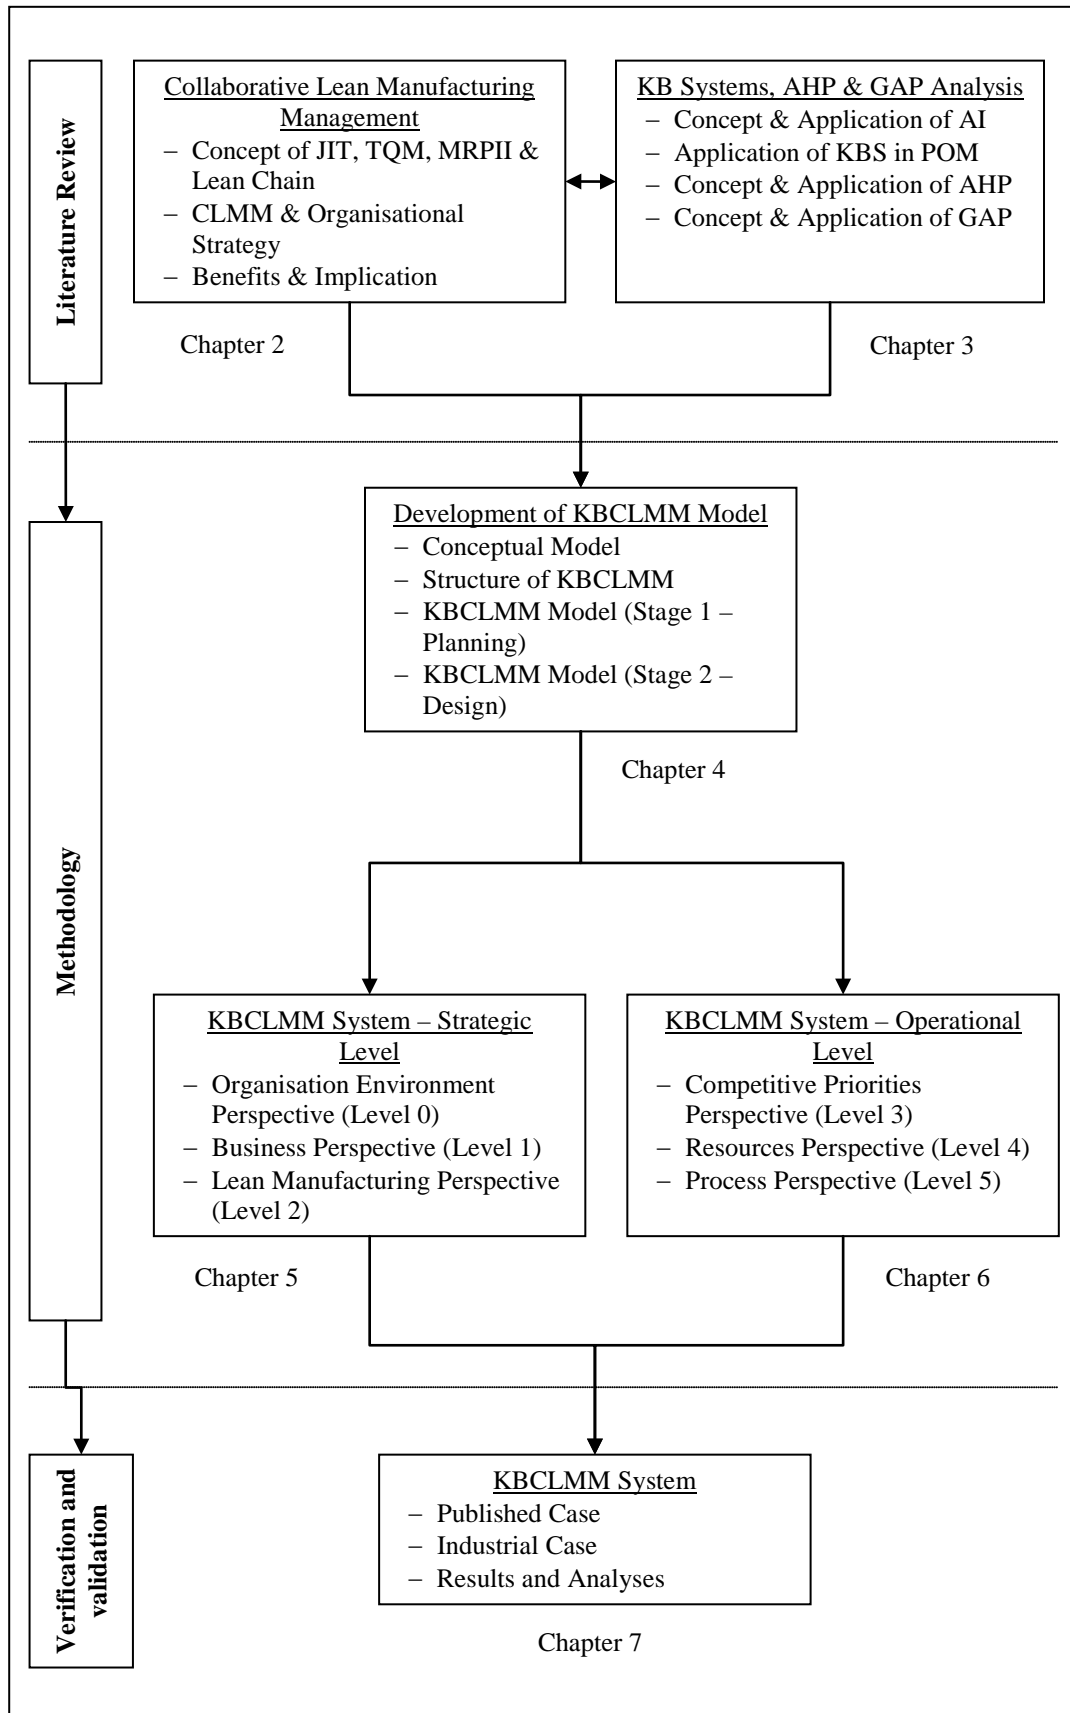 Literature Review
Collaborative Lean Manufacturing
Management
– Concept of JIT, TQM, MRPII &
Lean Chain
– CLMM & Organisational
Strategy
– Benefits & Implication
Chapter 2
KB Systems, AHP & GAP Analysis
– Concept & Application of AI
– Application of KBS in POM
– Concept & Application of AHP
– Concept & Application of GAP
Chapter 3
Methodology
Development of KBCLMM Model
– Conceptual Model
– Structure of KBCLMM
– KBCLMM Model (Stage 1 –
Planning)
– KBCLMM Model (Stage 2 –
Design)
Chapter 4
KBCLMM System – Strategic
Level
– Organisation Environment
Perspective (Level 0)
– Business Perspective (Level 1)
– Lean Manufacturing Perspective
(Level 2)
Chapter 5
KBCLMM System – Operational
Level
– Competitive Priorities
Perspective (Level 3)
– Resources Perspective (Level 4)
– Process Perspective (Level 5)
Chapter 6
Verification and
validation
KBCLMM System
– Published Case
– Industrial Case
– Results and Analyses
Chapter 7